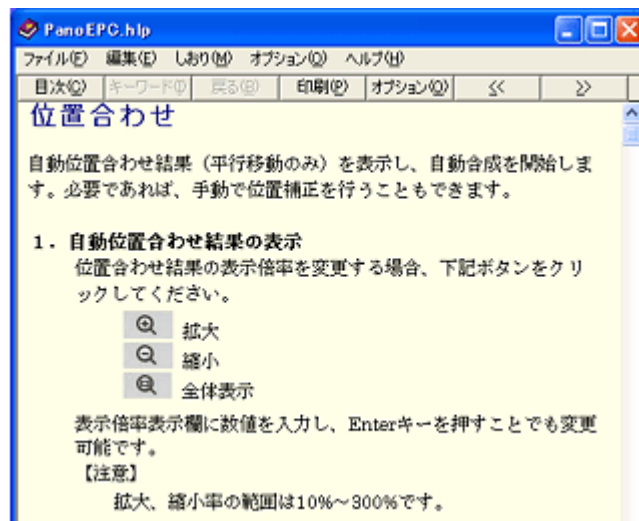 PanoEPC.hlp
ファイル(F) 編集(E) しおり(M) オプション(O) ヘルプ(H)
目次(C) キーワード(I) 戻る(B) 印刷(P) オプション(O) << >>
位置合わせ
自動位置合わせ結果（平行移動のみ）を表示し、自動合成を開始しま
す。必要であれば、手動で位置補正を行うこともできます。
1．自動位置合わせ結果の表示
位置合わせ結果の表示倍率を変更する場合、下記ボタンをクリ
ックしてください。
拡大
縮小
全体表示
表示倍率表示欄に数値を入力し、Enterキーを押すことでも変更
可能です。
【注意】
拡大、縮小率の範囲は10%～300%です。